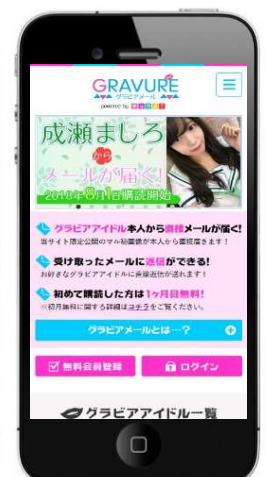 GRAVURE
グラビアメール
powered by
成瀬ましろ
から
メールが届く!
2018年8月1日購読開始
グラビアアイドル本人から直接メールが届く!
当サイト限定公開のマル秘画像が本人から直接届きます!
受け取ったメールに返信ができる!
お好きなグラビアアイドルに直接返信が送れます!
初めて購読した方は1ヶ月目無料!
※初月無料に関する詳細はコチラをご覧ください。
グラビアメールとは…?
無料会員登録
ログイン
グラビアアイドル一覧